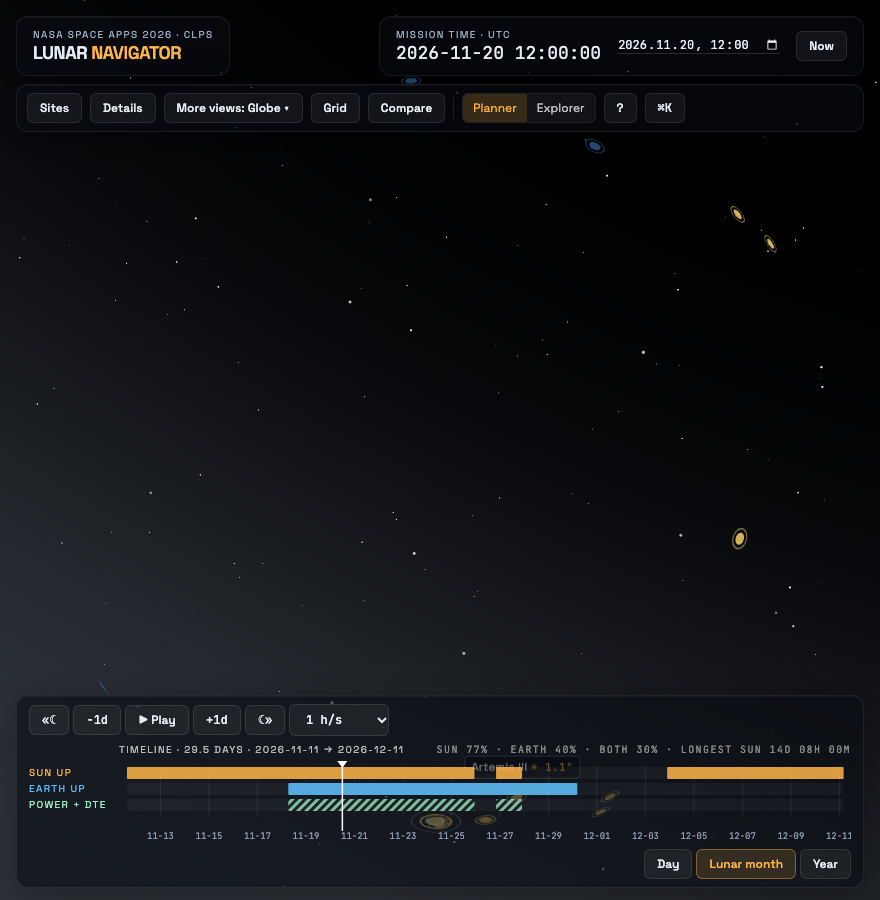 NASA SPACE APPS 2026 · CLPS
LUNAR NAVIGATOR
MISSION TIME · UTC
2026-11-20 12:00:00
2026.11.20, 12:00
Now
Sites
Details
More views: Globe ▾
Grid
Compare
Planner
Explorer
?
⌘K
«☾
-1d
▶ Play
+1d
☾»
1 h/s
TIMELINE · 29.5 DAYS · 2026-11-11 → 2026-12-11
SUN 77% · EARTH 40% · BOTH 30% · LONGEST SUN 14D 08H 00M
Artemis III ☀ 1.1°
SUN UP
EARTH UP
POWER + DTE
11-13 11-15 11-17 11-19 11-21 11-23 11-25 11-27 11-29 12-01 12-03 12-05 12-07 12-09 12-11
Day
Lunar month
Year